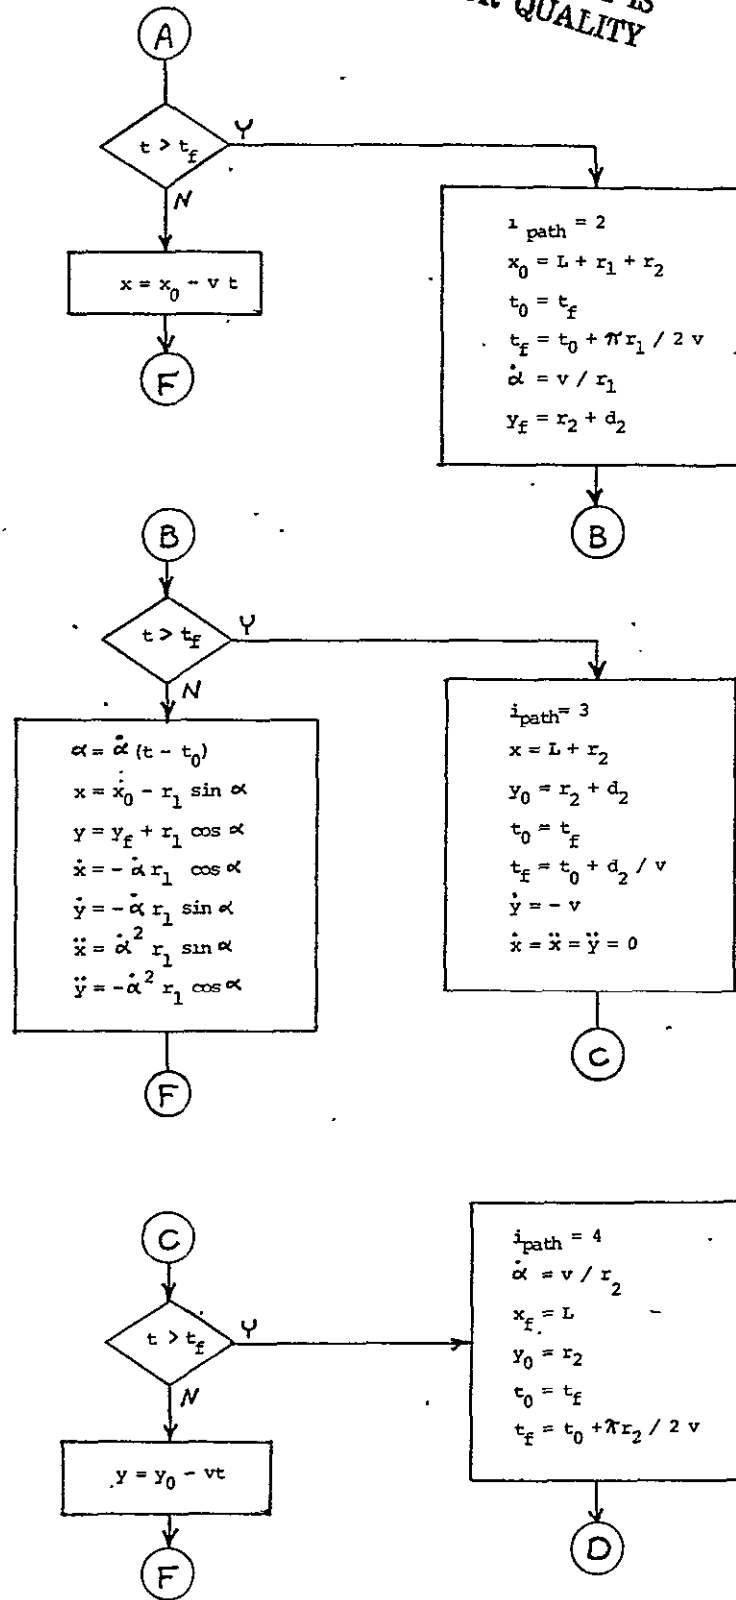 IS
QUALITY
A
t > t_f
Y
N
x = x_0 - v t
F
i_path = 2
x_0 = L + r_1 + r_2
t_0 = t_f
t_f = t_0 + π r_1 / 2 v
α̇ = v / r_1
y_f = r_2 + d_2
B
B
t > t_f
Y
N
α = α̇ (t - t_0)
x = x_0 - r_1 sin α
y = y_f + r_1 cos α
ẋ = - α̇ r_1 cos α
ẏ = - α̇ r_1 sin α
ẍ = α̇² r_1 sin α
ÿ = -α̇² r_1 cos α
F
i_path = 3
x = L + r_2
y_0 = r_2 + d_2
t_0 = t_f
t_f = t_0 + d_2 / v
ẏ = - v
ẋ = ẍ = ÿ = 0
C
C
t > t_f
Y
N
y = y_0 - vt
F
i_path = 4
α̇ = v / r_2
x_f = L
y_0 = r_2
t_0 = t_f
t_f = t_0 + π r_2 / 2 v
D